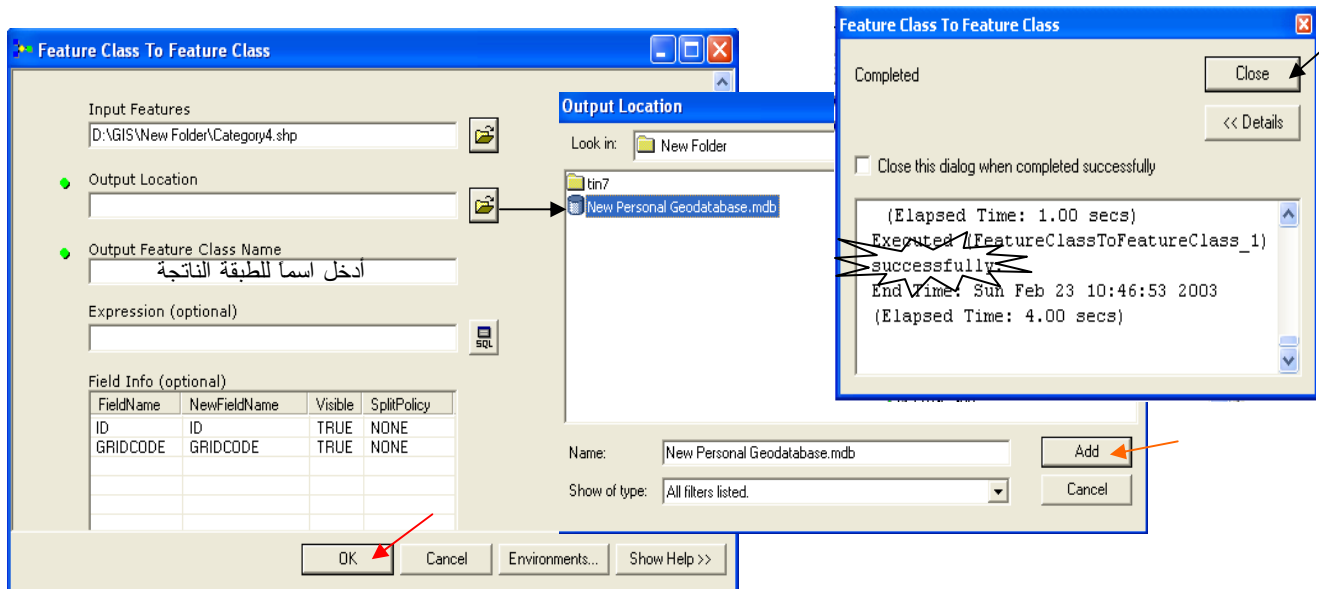 Feature Class To Feature Class
Input Features
D:\GIS\New Folder\Category4.shp
Output Location
Output Feature Class Name
أدخل اسماً للطبقة الناتجة
Expression (optional)
SQL
Field Info (optional)
FieldName NewFieldName Visible SplitPolicy
ID ID TRUE NONE
GRIDCODE GRIDCODE TRUE NONE
OK Cancel Environments... Show Help >>
Output Location
Look in: New Folder
tin7
New Personal Geodatabase.mdb
Name: New Personal Geodatabase.mdb Add
Show of type: All filters listed. Cancel
Feature Class To Feature Class
Completed Close
<< Details
Close this dialog when completed successfully
(Elapsed Time: 1.00 secs)
Executed (FeatureClassToFeatureClass_1)
successfully.
End Time: Sun Feb 23 10:46:53 2003
(Elapsed Time: 4.00 secs)